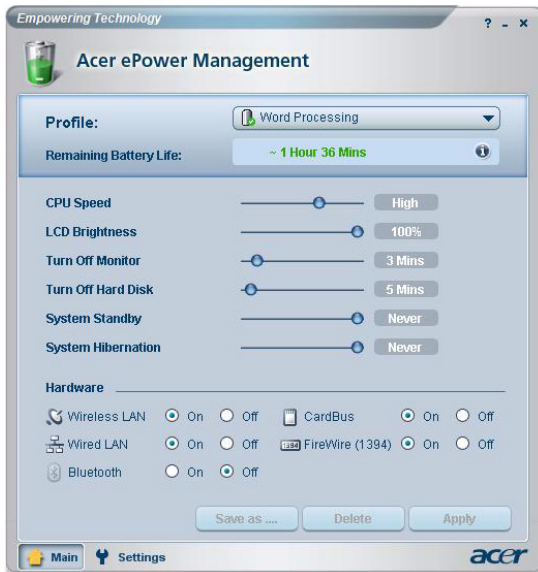 Empowering Technology
? - x
Acer ePower Management
Profile: Word Processing
Remaining Battery Life: ~ 1 Hour 36 Mins
CPU Speed High
LCD Brightness 100%
Turn Off Monitor 3 Mins
Turn Off Hard Disk 5 Mins
System Standby Never
System Hibernation Never
Hardware
Wireless LAN On Off CardBus On Off
Wired LAN On Off 1394 FireWire (1394) On Off
Bluetooth On Off
Save as .... Delete Apply
Main Settings acer